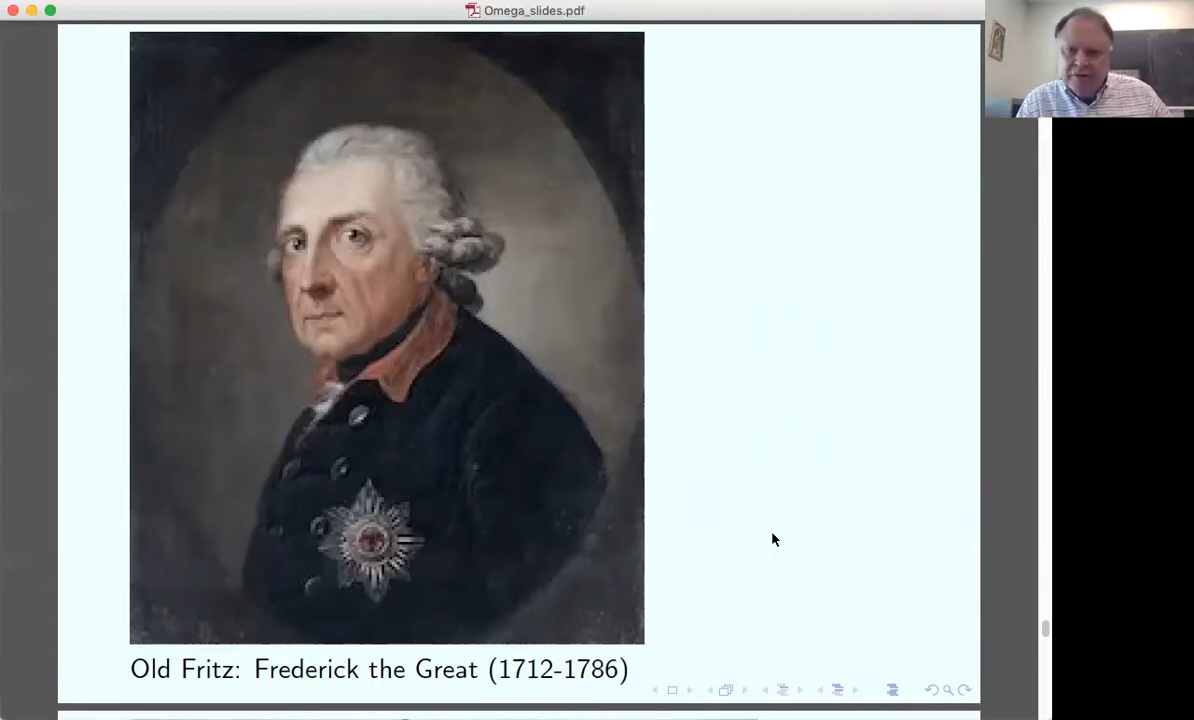 Omega_slides.pdf
Old Fritz: Frederick the Great (1712-1786)